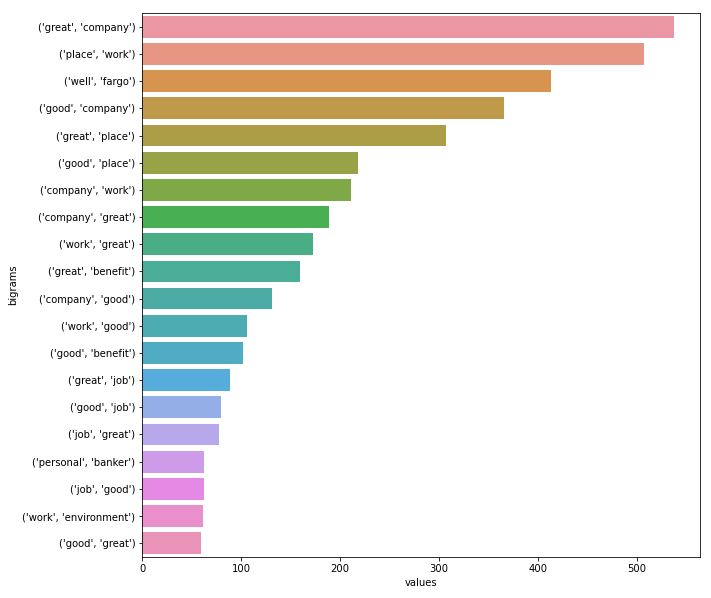 ('great', 'company')
('place', 'work')
('well', 'fargo')
('good', 'company')
('great', 'place')
('good', 'place')
('company', 'work')
('company', 'great')
('work', 'great')
('great', 'benefit')
('company', 'good')
('work', 'good')
('good', 'benefit')
('great', 'job')
('good', 'job')
('job', 'great')
('personal', 'banker')
('job', 'good')
('work', 'environment')
('good', 'great')
bigrams
0 100 200 300 400 500
values